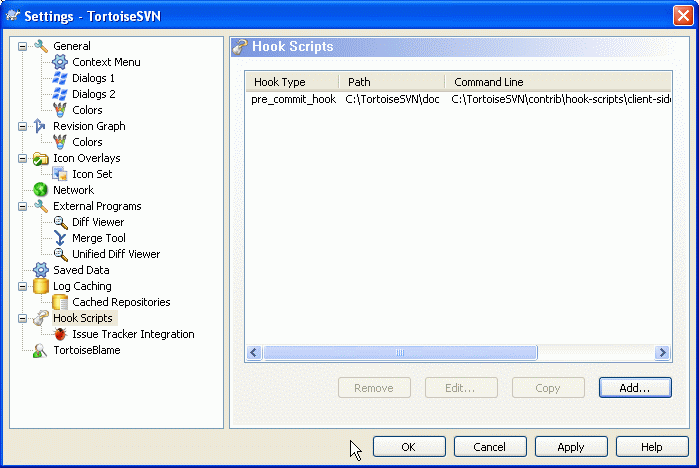 Settings - TortoiseSVN
General
Context Menu
Dialogs 1
Dialogs 2
Colors
Revision Graph
Colors
Icon Overlays
Icon Set
Network
External Programs
Diff Viewer
Merge Tool
Unified Diff Viewer
Saved Data
Log Caching
Cached Repositories
Hook Scripts
Issue Tracker Integration
TortoiseBlame
Hook Scripts
Hook Type Path Command Line
pre_commit_hook C:\TortoiseSVN\doc C:\TortoiseSVN\contrib\hook-scripts\client-side
Remove Edit... Copy Add...
OK Cancel Apply Help